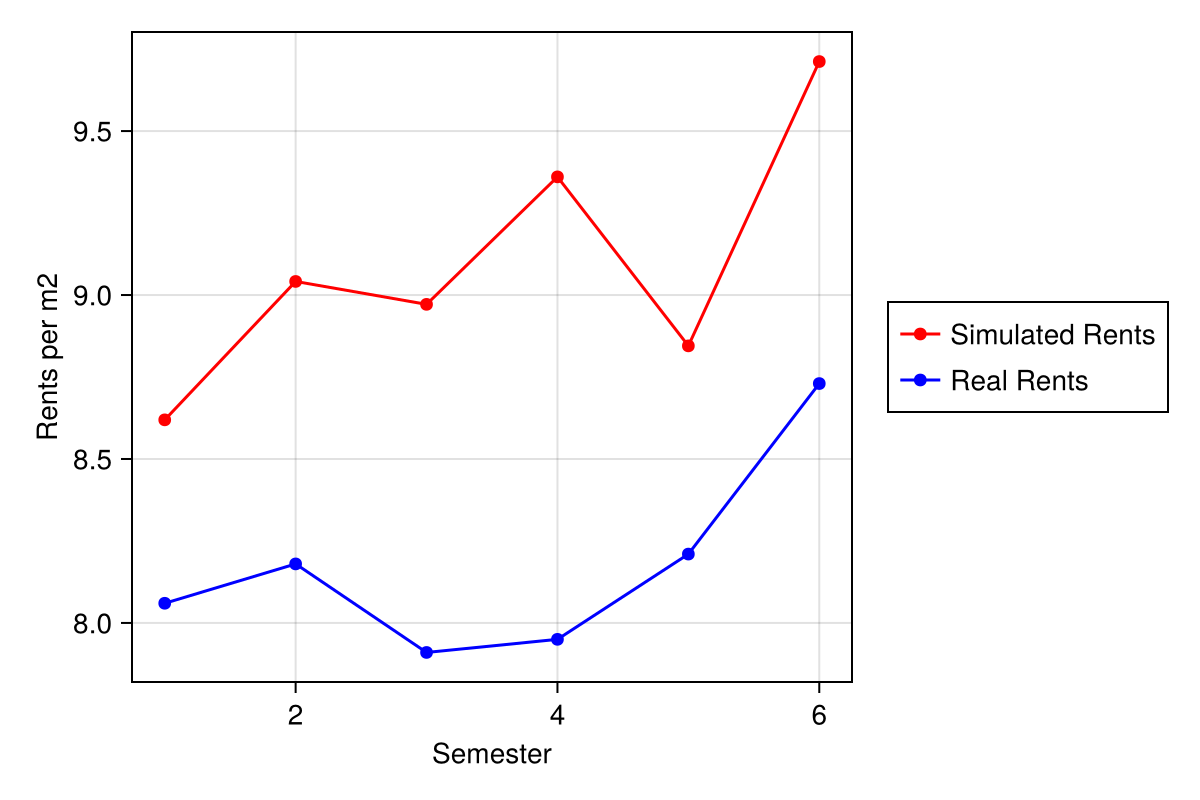 9.5
9.0
8.5
8.0
Rents per m2
2 4 6
Semester
Simulated Rents
Real Rents